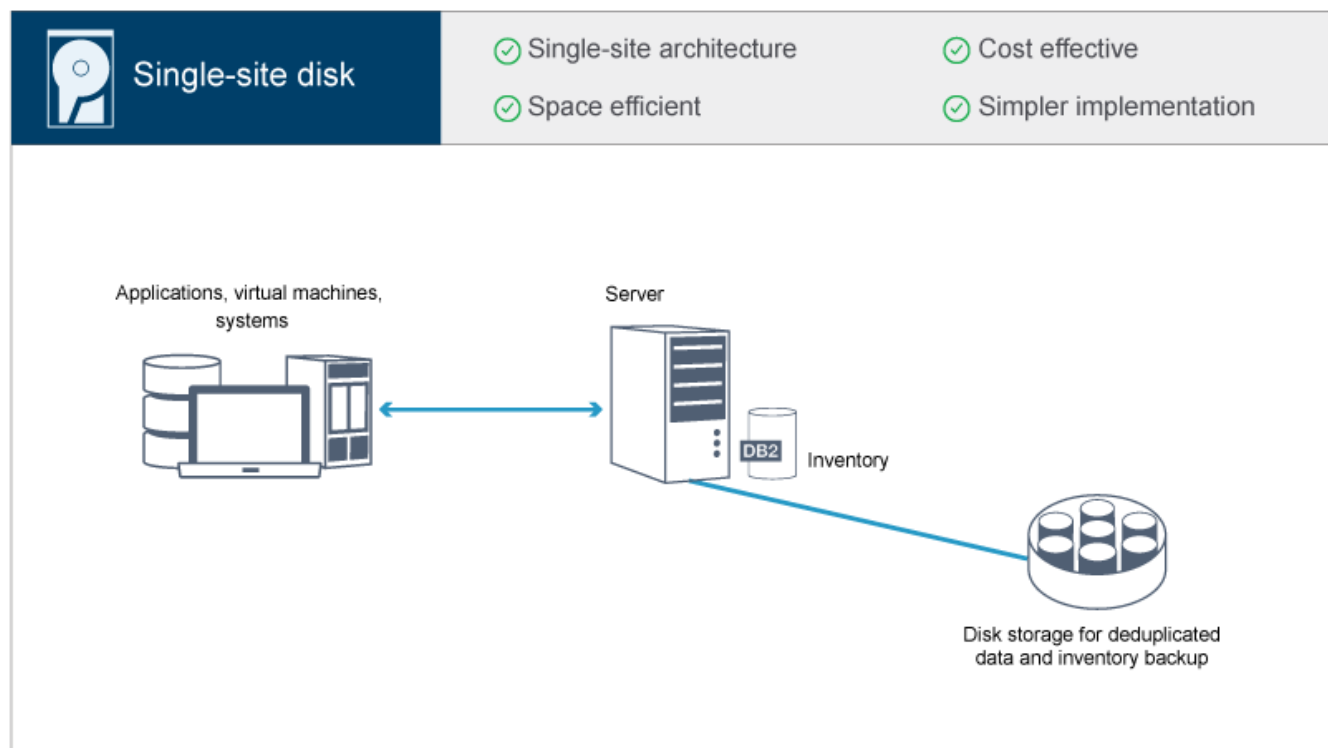 Single-site disk
Single-site architecture
Cost effective
Space efficient
Simpler implementation
Applications, virtual machines,
systems
Server
DB2
Inventory
Disk storage for deduplicated
data and inventory backup